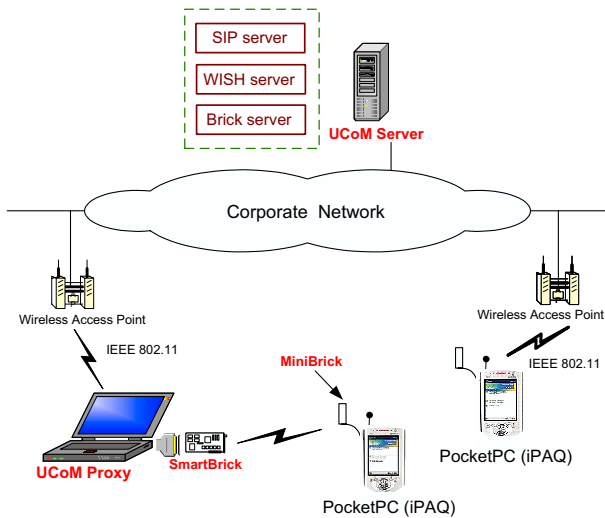 SIP server
WISH server
Brick server
UCoM Server
Corporate Network
Wireless Access Point
Wireless Access Point
IEEE 802.11
IEEE 802.11
MiniBrick
UCoM Proxy
SmartBrick
PocketPC (iPAQ)
PocketPC (iPAQ)